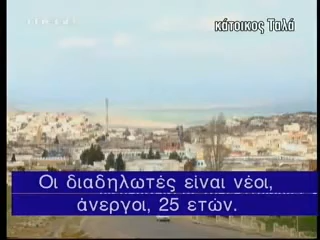 κάτοικος Ταλά
Οι διαδηλωτές είναι νέοι,
άνεργοι, 25 ετών.